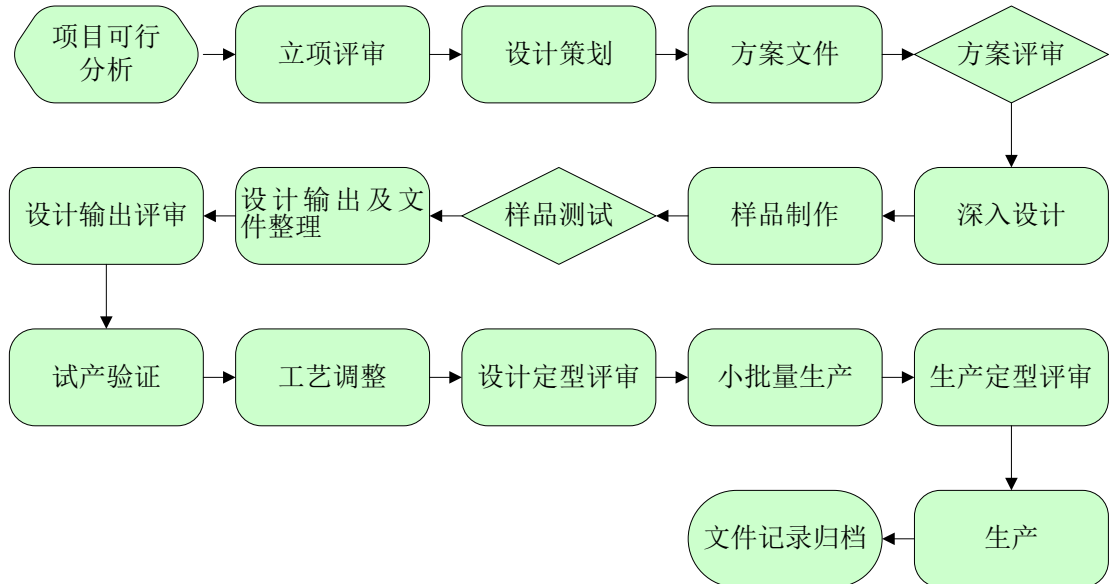 项目可行
分析
立项评审
设计策划
方案文件
方案评审
深入设计
样品制作
样品测试
设计输出及文
件整理
设计输出评审
试产验证
工艺调整
设计定型评审
小批量生产
生产定型评审
生产
文件记录归档